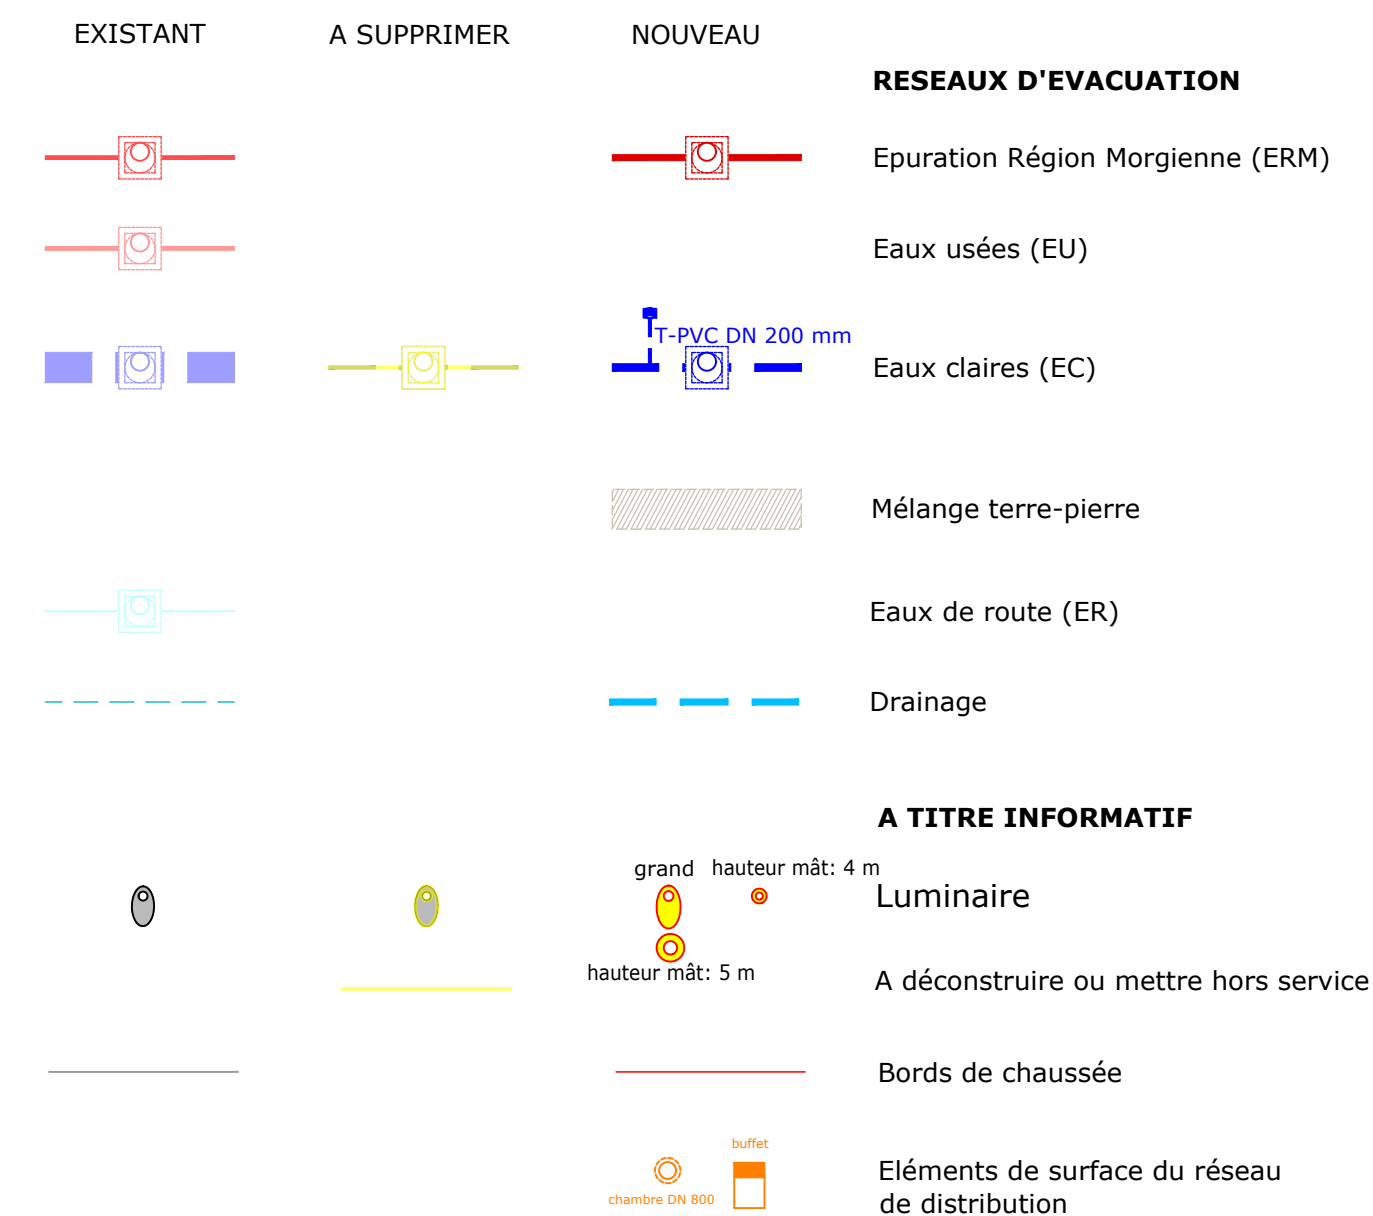 EXISTANT
A SUPPRIMER
NOUVEAU
RESEAUX D'EVACUATION
Epuration Région Morgienne (ERM)
Eaux usées (EU)
T-PVC DN 200 mm
Eaux claires (EC)
Mélange terre-pierre
Eaux de route (ER)
Drainage
A TITRE INFORMATIF
grand
hauteur mât: 4 m
Luminaire
hauteur mât: 5 m
A déconstruire ou mettre hors service
Bords de chaussée
buffet
chambre DN 800
Eléments de surface du réseau
de distribution